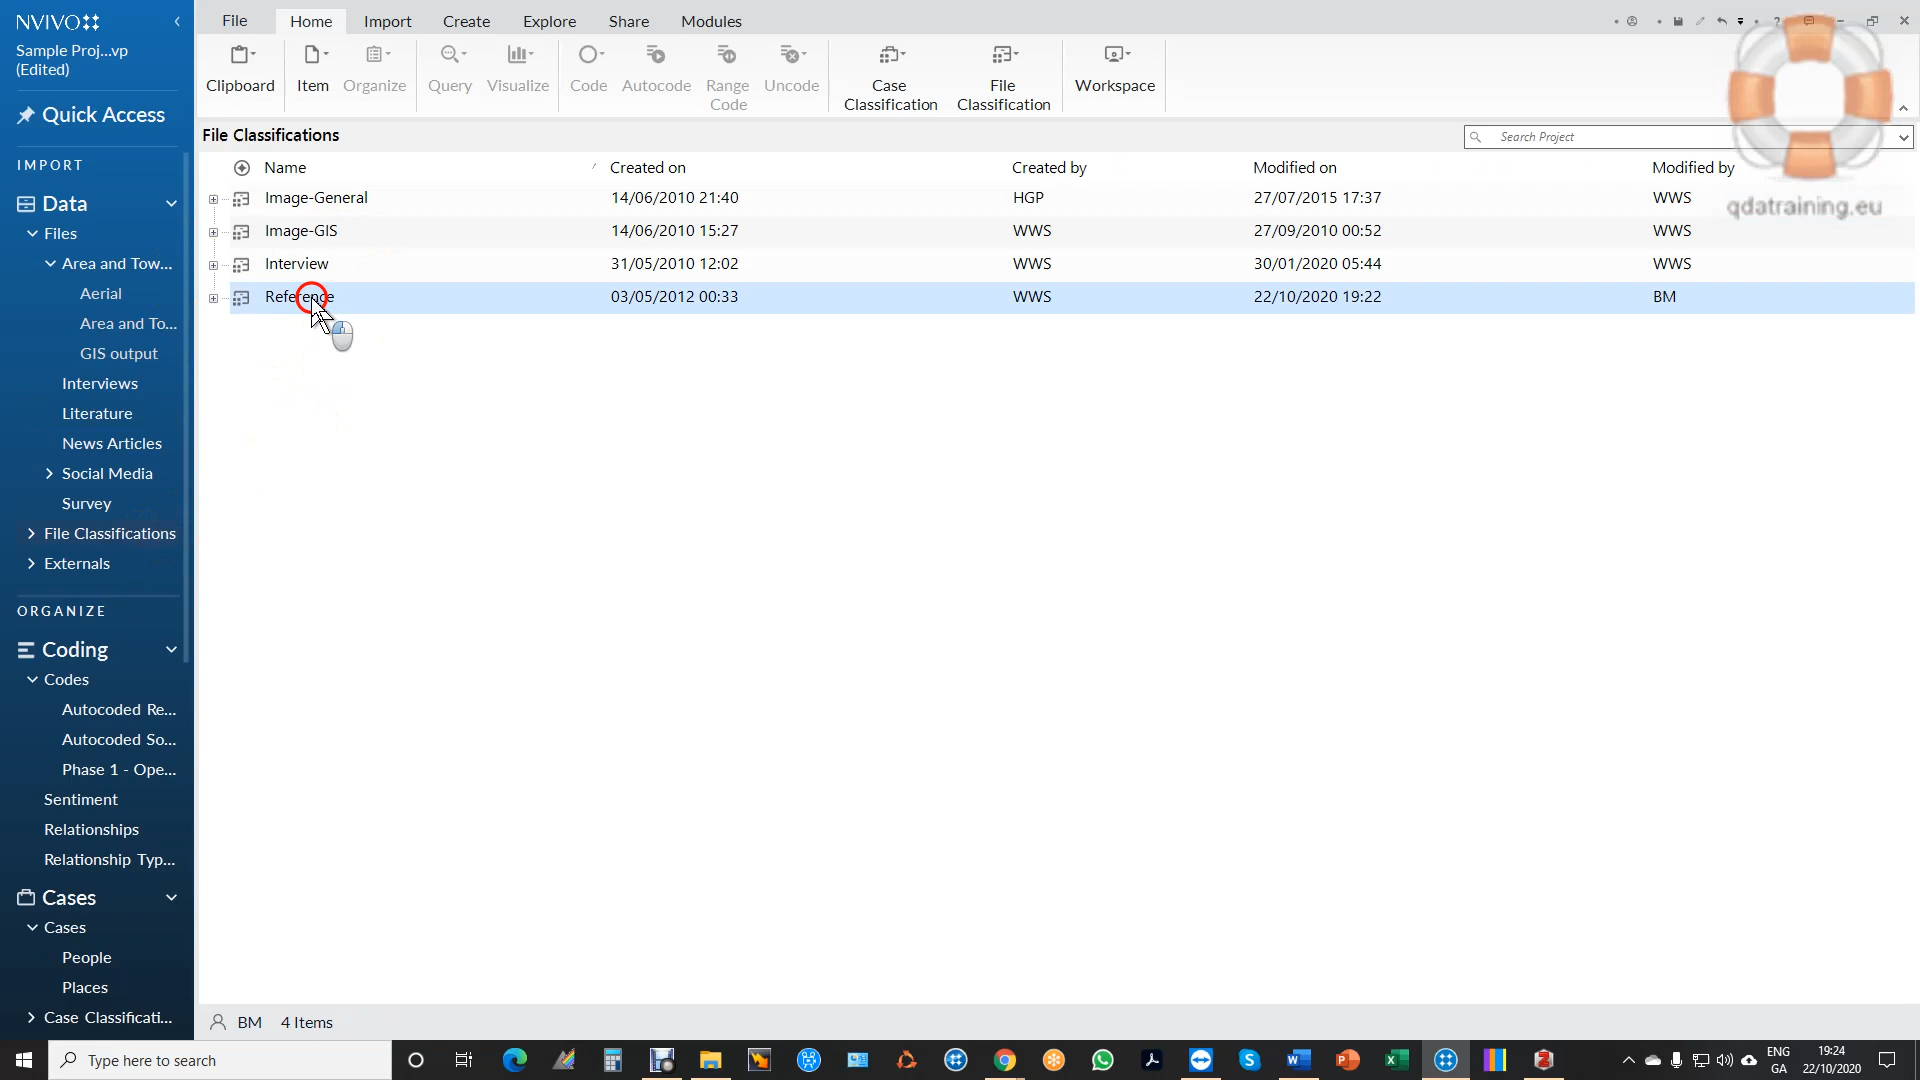 NVIVO
Sample Proj...vp
(Edited)
Quick Access
IMPORT
Data
Files
Area and Tow...
Aerial
Area and To...
GIS output
Interviews
Literature
News Articles
Social Media
Survey
File Classifications
Externals
ORGANIZE
Coding
Codes
Autocoded Re...
Autocoded So...
Phase 1 - Ope...
Sentiment
Relationships
Relationship Typ...
Cases
Cases
People
Places
Case Classificati...
File Home Import Create Explore Share Modules
Clipboard Item Organize Query Visualize Code Autocode Range Code Uncode Case Classification File Classification Workspace
qdatraining.eu
File Classifications
Search Project
Name Created on Created by Modified on Modified by
Image-General 14/06/2010 21:40 HGP 27/07/2015 17:37 WWS
Image-GIS 14/06/2010 15:27 WWS 27/09/2010 00:52 WWS
Interview 31/05/2010 12:02 WWS 30/01/2020 05:44 WWS
Reference 03/05/2012 00:33 WWS 22/10/2020 19:22 BM
BM 4 Items
Type here to search
ENG
GA
19:24
22/10/2020